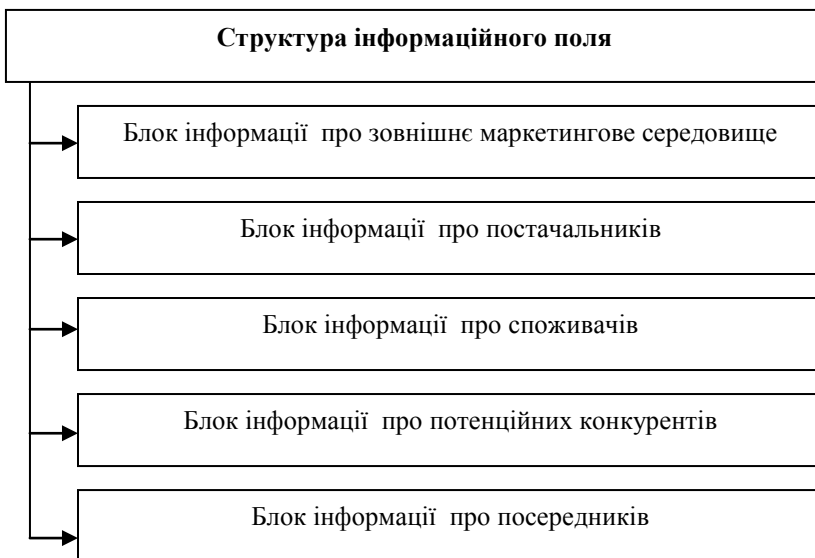 Структура інформаційного поля
Блок інформації про зовнішнє маркетингове середовище
Блок інформації про постачальників
Блок інформації про споживачів
Блок інформації про потенційних конкурентів
Блок інформації про посередників